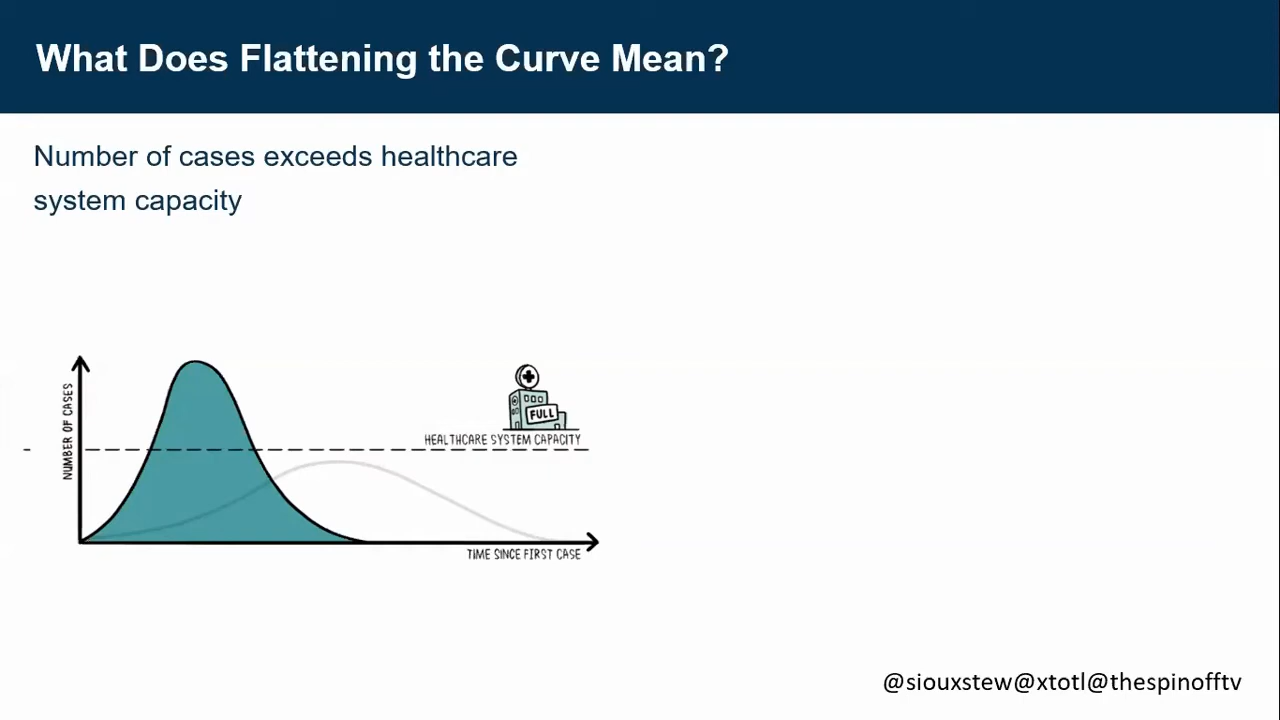 What Does Flattening the Curve Mean?
Number of cases exceeds healthcare
system capacity
NUMBER OF CASES
FULL
HEALTHCARE SYSTEM CAPACITY
TIME SINCE FIRST CASE
@siouxstew@xtotl@thespinofftv